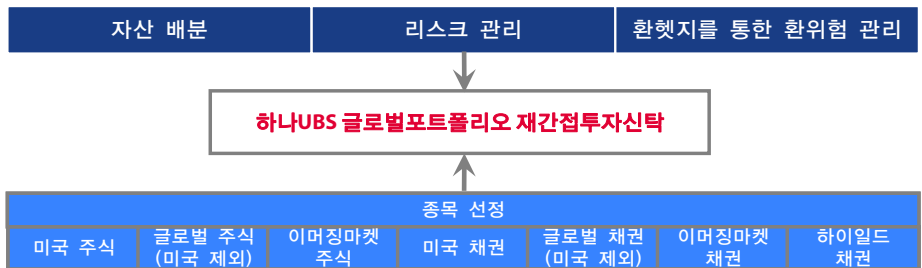 자산 배분
리스크 관리
환헷지를 통한 환위험 관리
하나UBS 글로벌포트폴리오 재간접투자신탁
종목 선정
미국 주식
글로벌 주식
(미국 제외)
이머징마켓
주식
미국 채권
글로벌 채권
(미국 제외)
이머징마켓
채권
하이일드
채권